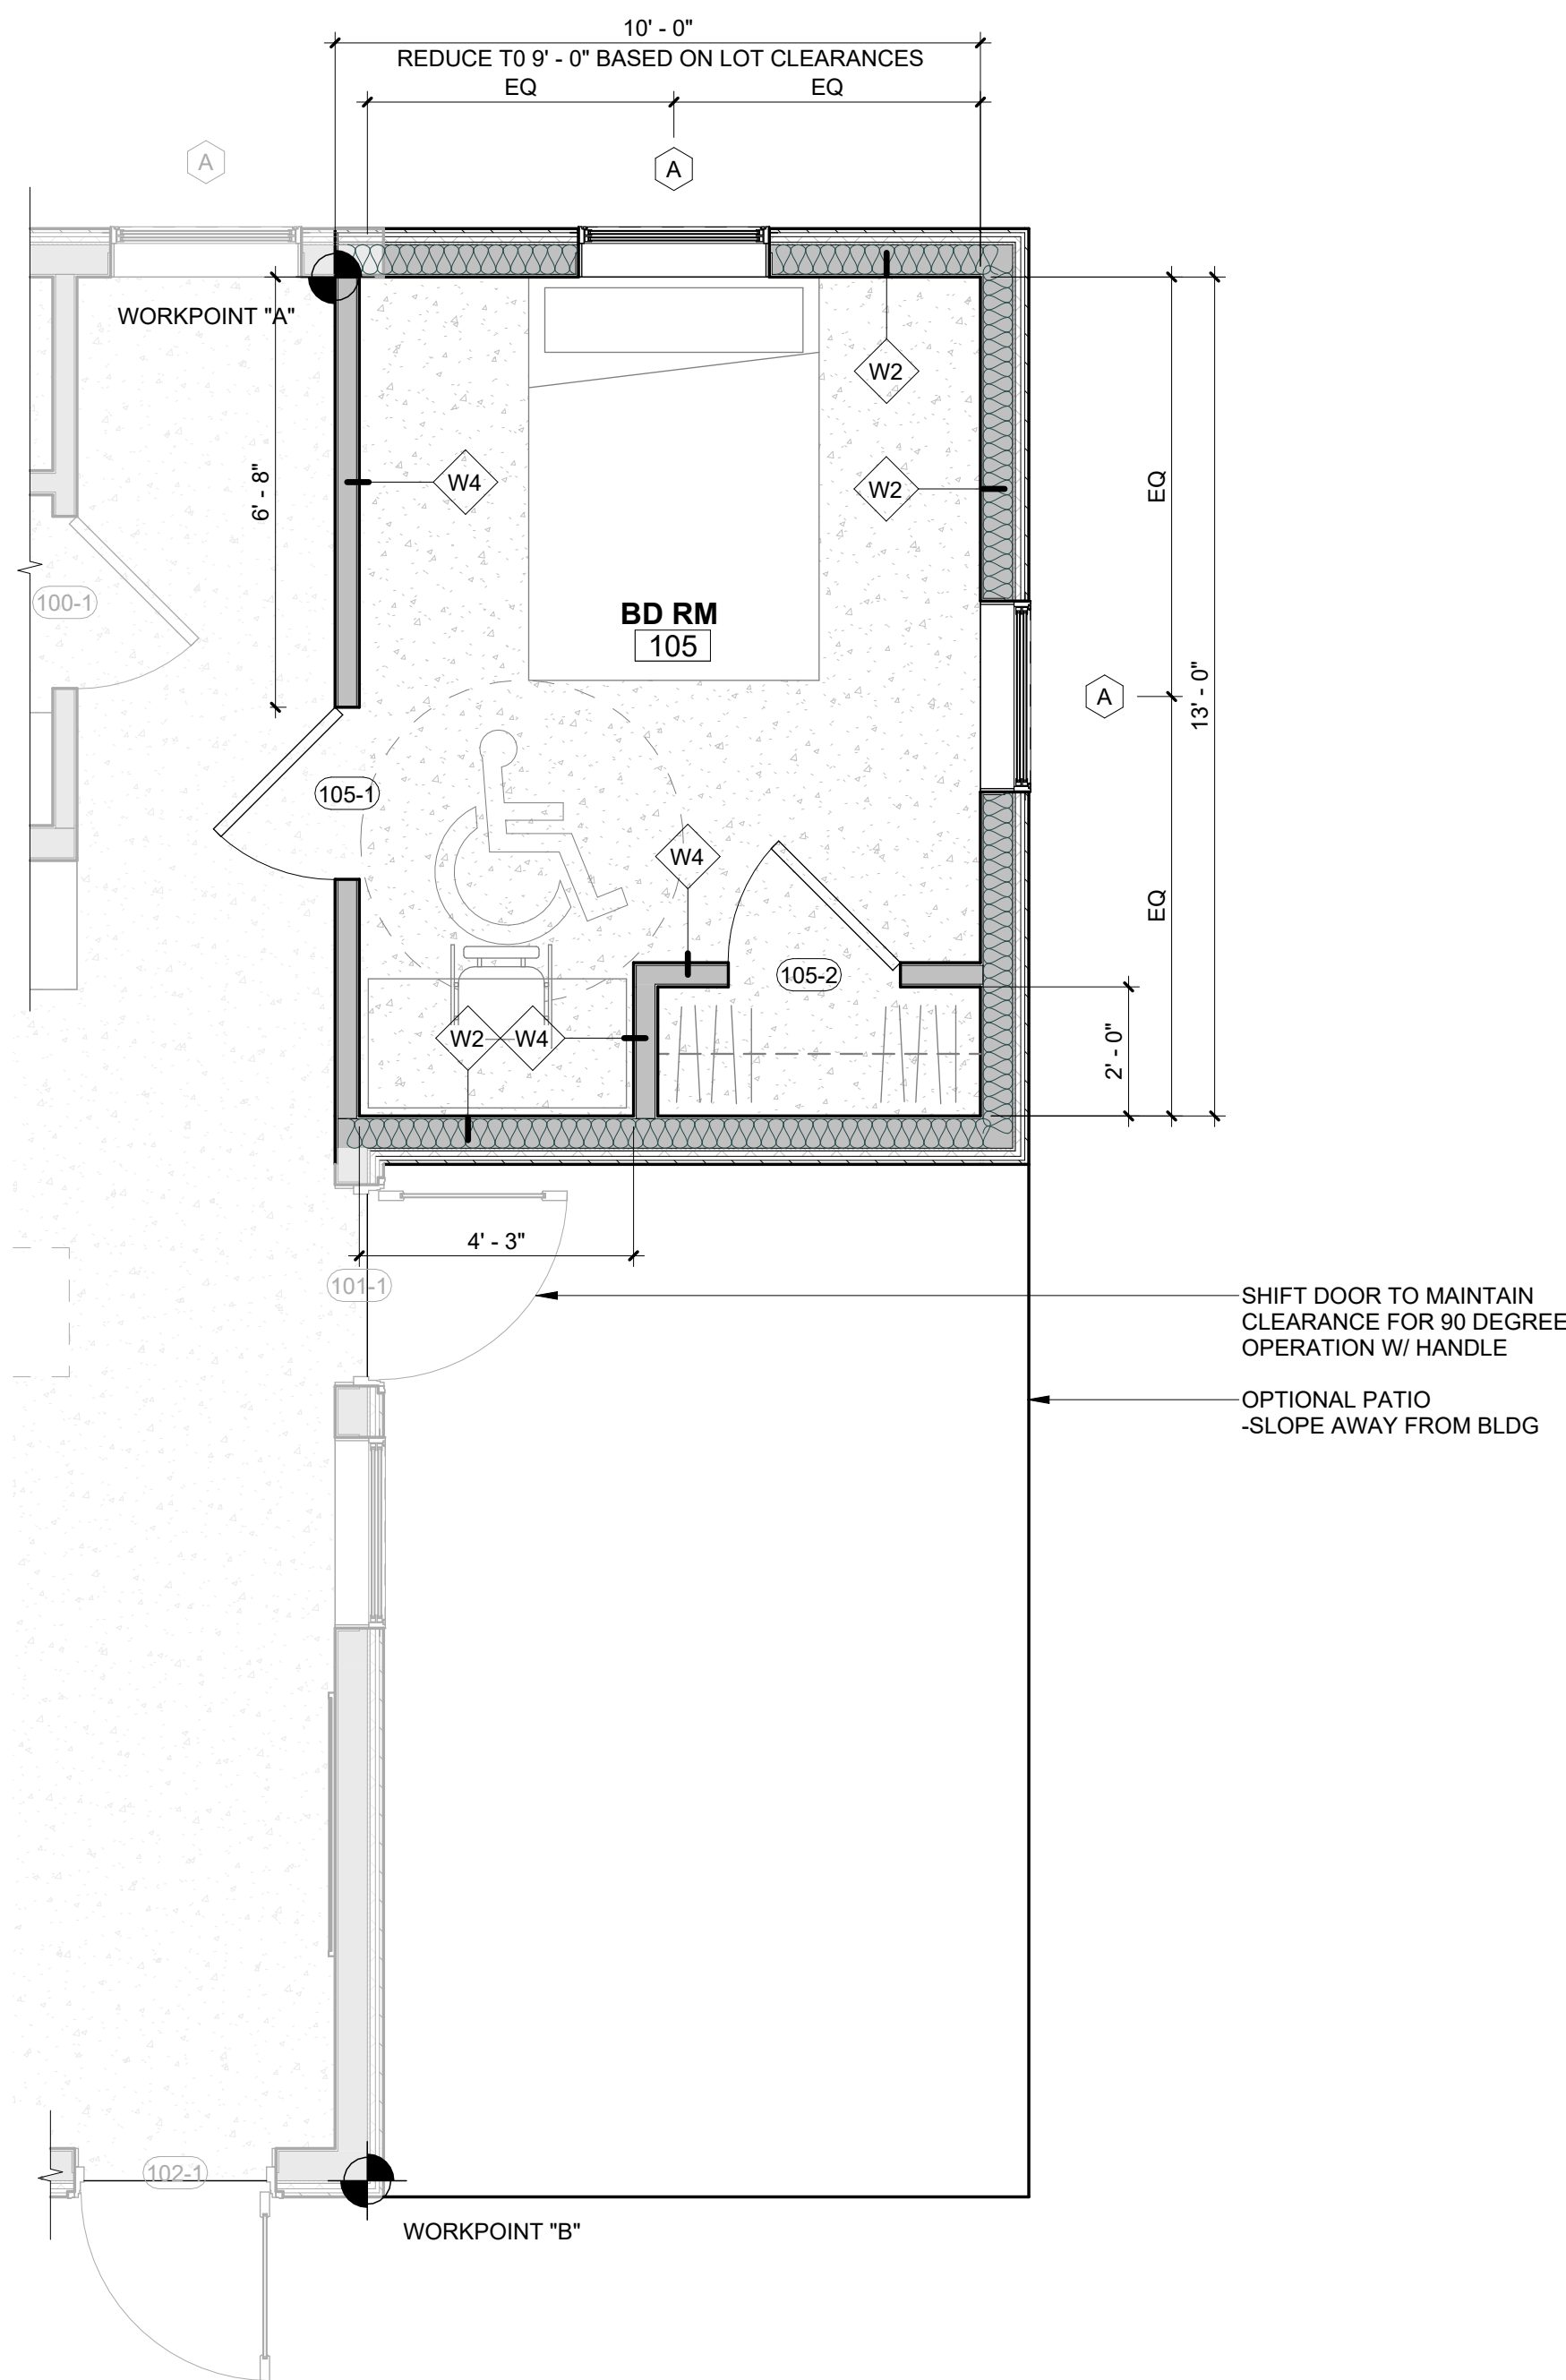 10' - 0"
REDUCE T0 9' - 0" BASED ON LOT CLEARANCES
EQ
EQ
A
A
WORKPOINT "A"
W2
6' - 8"
W4
W2
EQ
100-1
BD RM
105
A
13' - 0"
105-1
W4
EQ
105-2
W2
W4
2' - 0"
4' - 3"
101-1
SHIFT DOOR TO MAINTAIN
CLEARANCE FOR 90 DEGREE
OPERATION W/ HANDLE
OPTIONAL PATIO
-SLOPE AWAY FROM BLDG
102-1
WORKPOINT "B"